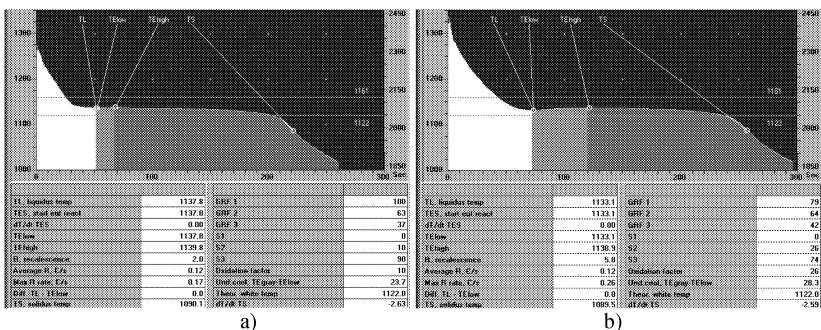 TL TElow TEhigh TS
2450
1300
2300
1200
1161
2150
1100
1122
2000
1000
1850
0 100 200 300 Sec
TL, liquidus temp 1137.8 GRF 1 100
TES, start eut react 1137.8 GRF 2 63
dT/dt TES 0.00 GRF 3 37
TElow 1137.8 S1 0
TEhigh 1139.8 S2 10
R, recalescence 2.0 S3 90
Average R, C/s 0.12 Oxidation factor 10
Max R rate, C/s 0.17 Und.cool, TEgray-TElow 23.7
Diff. TL - TElow 0.0 Theor. white temp 1122.0
TS, solidus temp 1090.1 dT/dt TS -2.63
a)
TL TElow TEhigh TS
2450
1300
2300
1200
1161
2150
1100
1122
2000
1000
1850
0 100 200 300 Sec
TL, liquidus temp 1133.1 GRF 1 79
TES, start eut react 1133.1 GRF 2 64
dT/dt TES 0.00 GRF 3 42
TElow 1133.1 S1 0
TEhigh 1138.9 S2 26
R, recalescence 5.8 S3 74
Average R, C/s 0.12 Oxidation factor 26
Max R rate, C/s 0.26 Und.cool, TEgray-TElow 28.3
Diff. TL - TElow 0.0 Theor. white temp 1122.0
TS, solidus temp 1089.5 dT/dt TS -2.59
b)